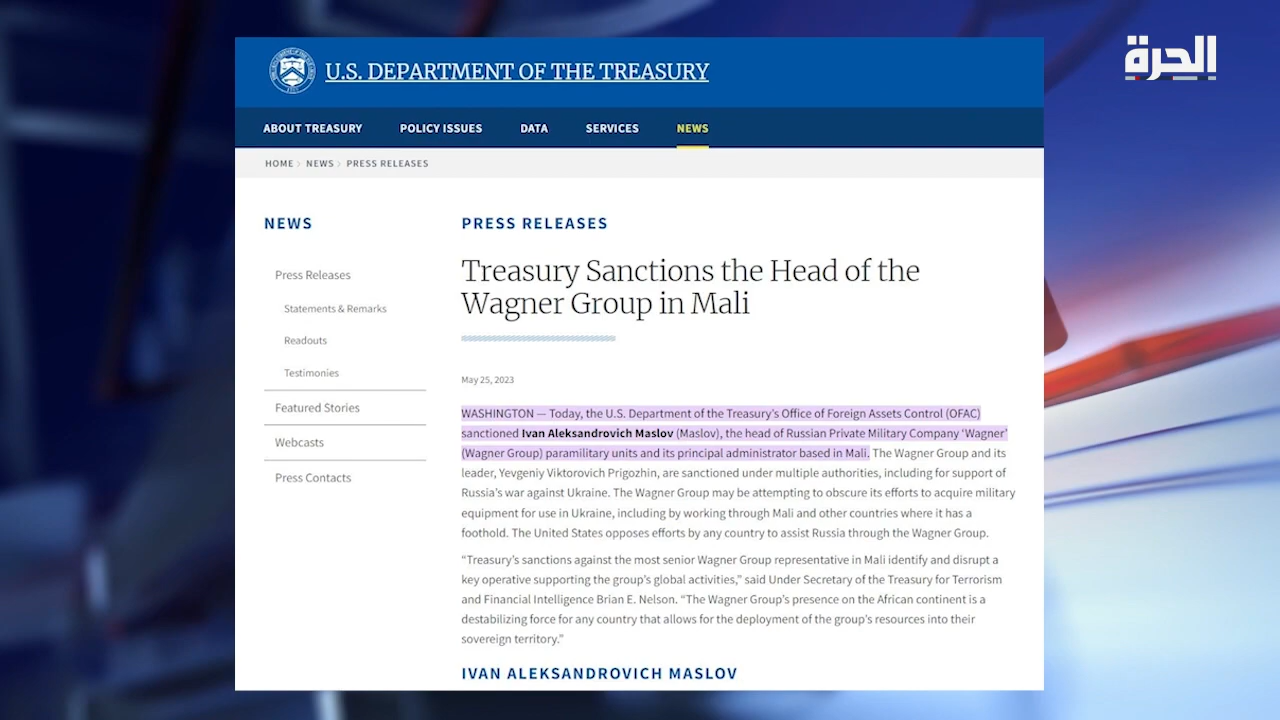 الحرة
U.S. DEPARTMENT OF THE TREASURY
ABOUT TREASURY POLICY ISSUES DATA SERVICES NEWS
HOME > NEWS > PRESS RELEASES
NEWS
Press Releases
Statements & Remarks
Readouts
Testimonies
Featured Stories
Webcasts
Press Contacts
PRESS RELEASES
Treasury Sanctions the Head of the
Wagner Group in Mali
May 25, 2023
WASHINGTON — Today, the U.S. Department of the Treasury's Office of Foreign Assets Control (OFAC)
sanctioned Ivan Aleksandrovich Maslov (Maslov), the head of Russian Private Military Company 'Wagner'
(Wagner Group) paramilitary units and its principal administrator based in Mali. The Wagner Group and its
leader, Yevgeniy Viktorovich Prigozhin, are sanctioned under multiple authorities, including for support of
Russia's war against Ukraine. The Wagner Group may be attempting to obscure its efforts to acquire military
equipment for use in Ukraine, including by working through Mali and other countries where it has a
foothold. The United States opposes efforts by any country to assist Russia through the Wagner Group.
“Treasury's sanctions against the most senior Wagner Group representative in Mali identify and disrupt a
key operative supporting the group's global activities,” said Under Secretary of the Treasury for Terrorism
and Financial Intelligence Brian E. Nelson. “The Wagner Group's presence on the African continent is a
destabilizing force for any country that allows for the deployment of the group's resources into their
sovereign territory.”
IVAN ALEKSANDROVICH MASLOV